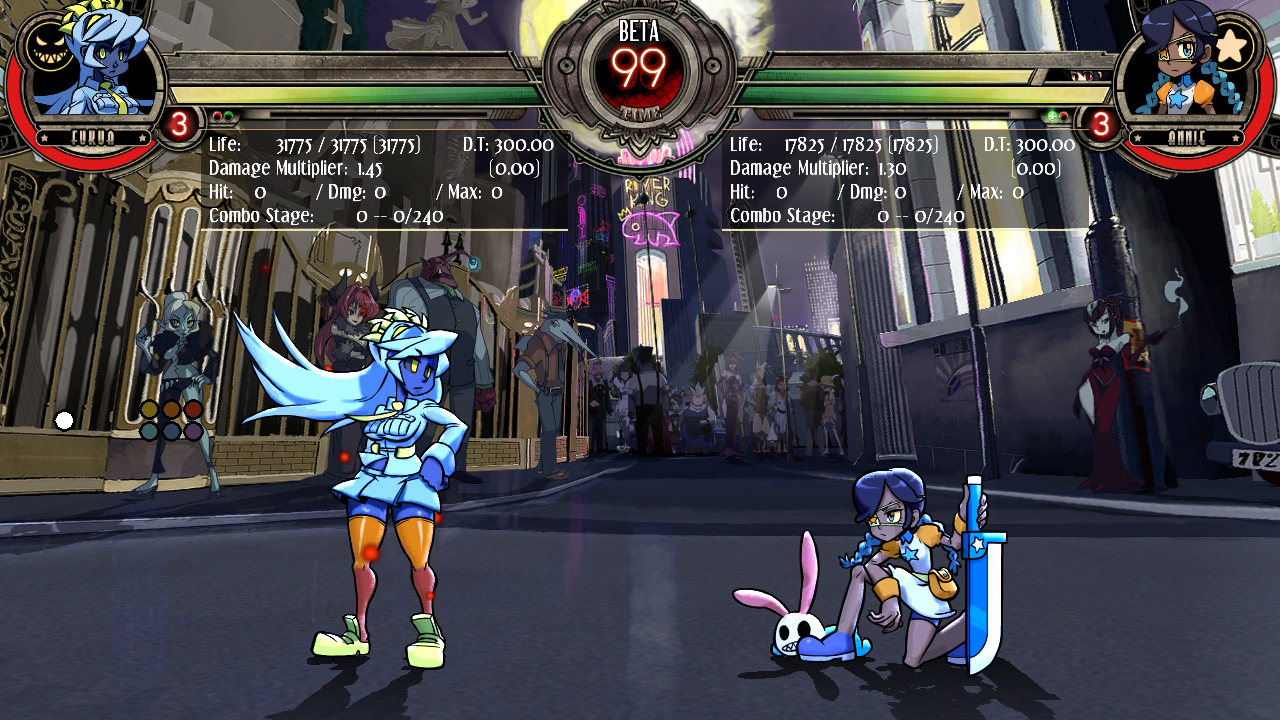 BETA
99
TIME
FUKUA
3
3
ANNIE
Life: 31775 / 31775 [31775] D.T: 300.00
Damage Multiplier: 1.45 [0.00]
Hit: 0 / Dmg: 0 / Max: 0
Combo Stage: 0 -- 0/240
Life: 17825 / 17825 [17825] D.T: 300.00
Damage Multiplier: 1.30 [0.00]
Hit: 0 / Dmg: 0 / Max: 0
Combo Stage: 0 -- 0/240
RIVER
KING